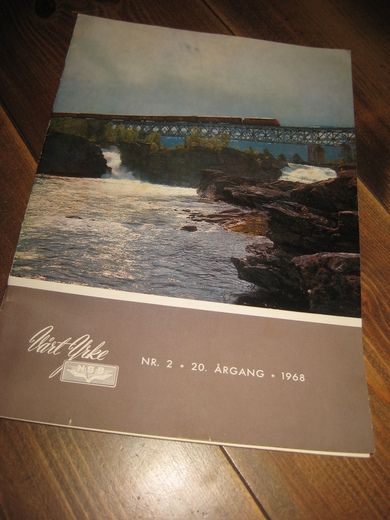 Vårt Yrke
NSB
NR. 2 • 20. ÅRGANG • 1968